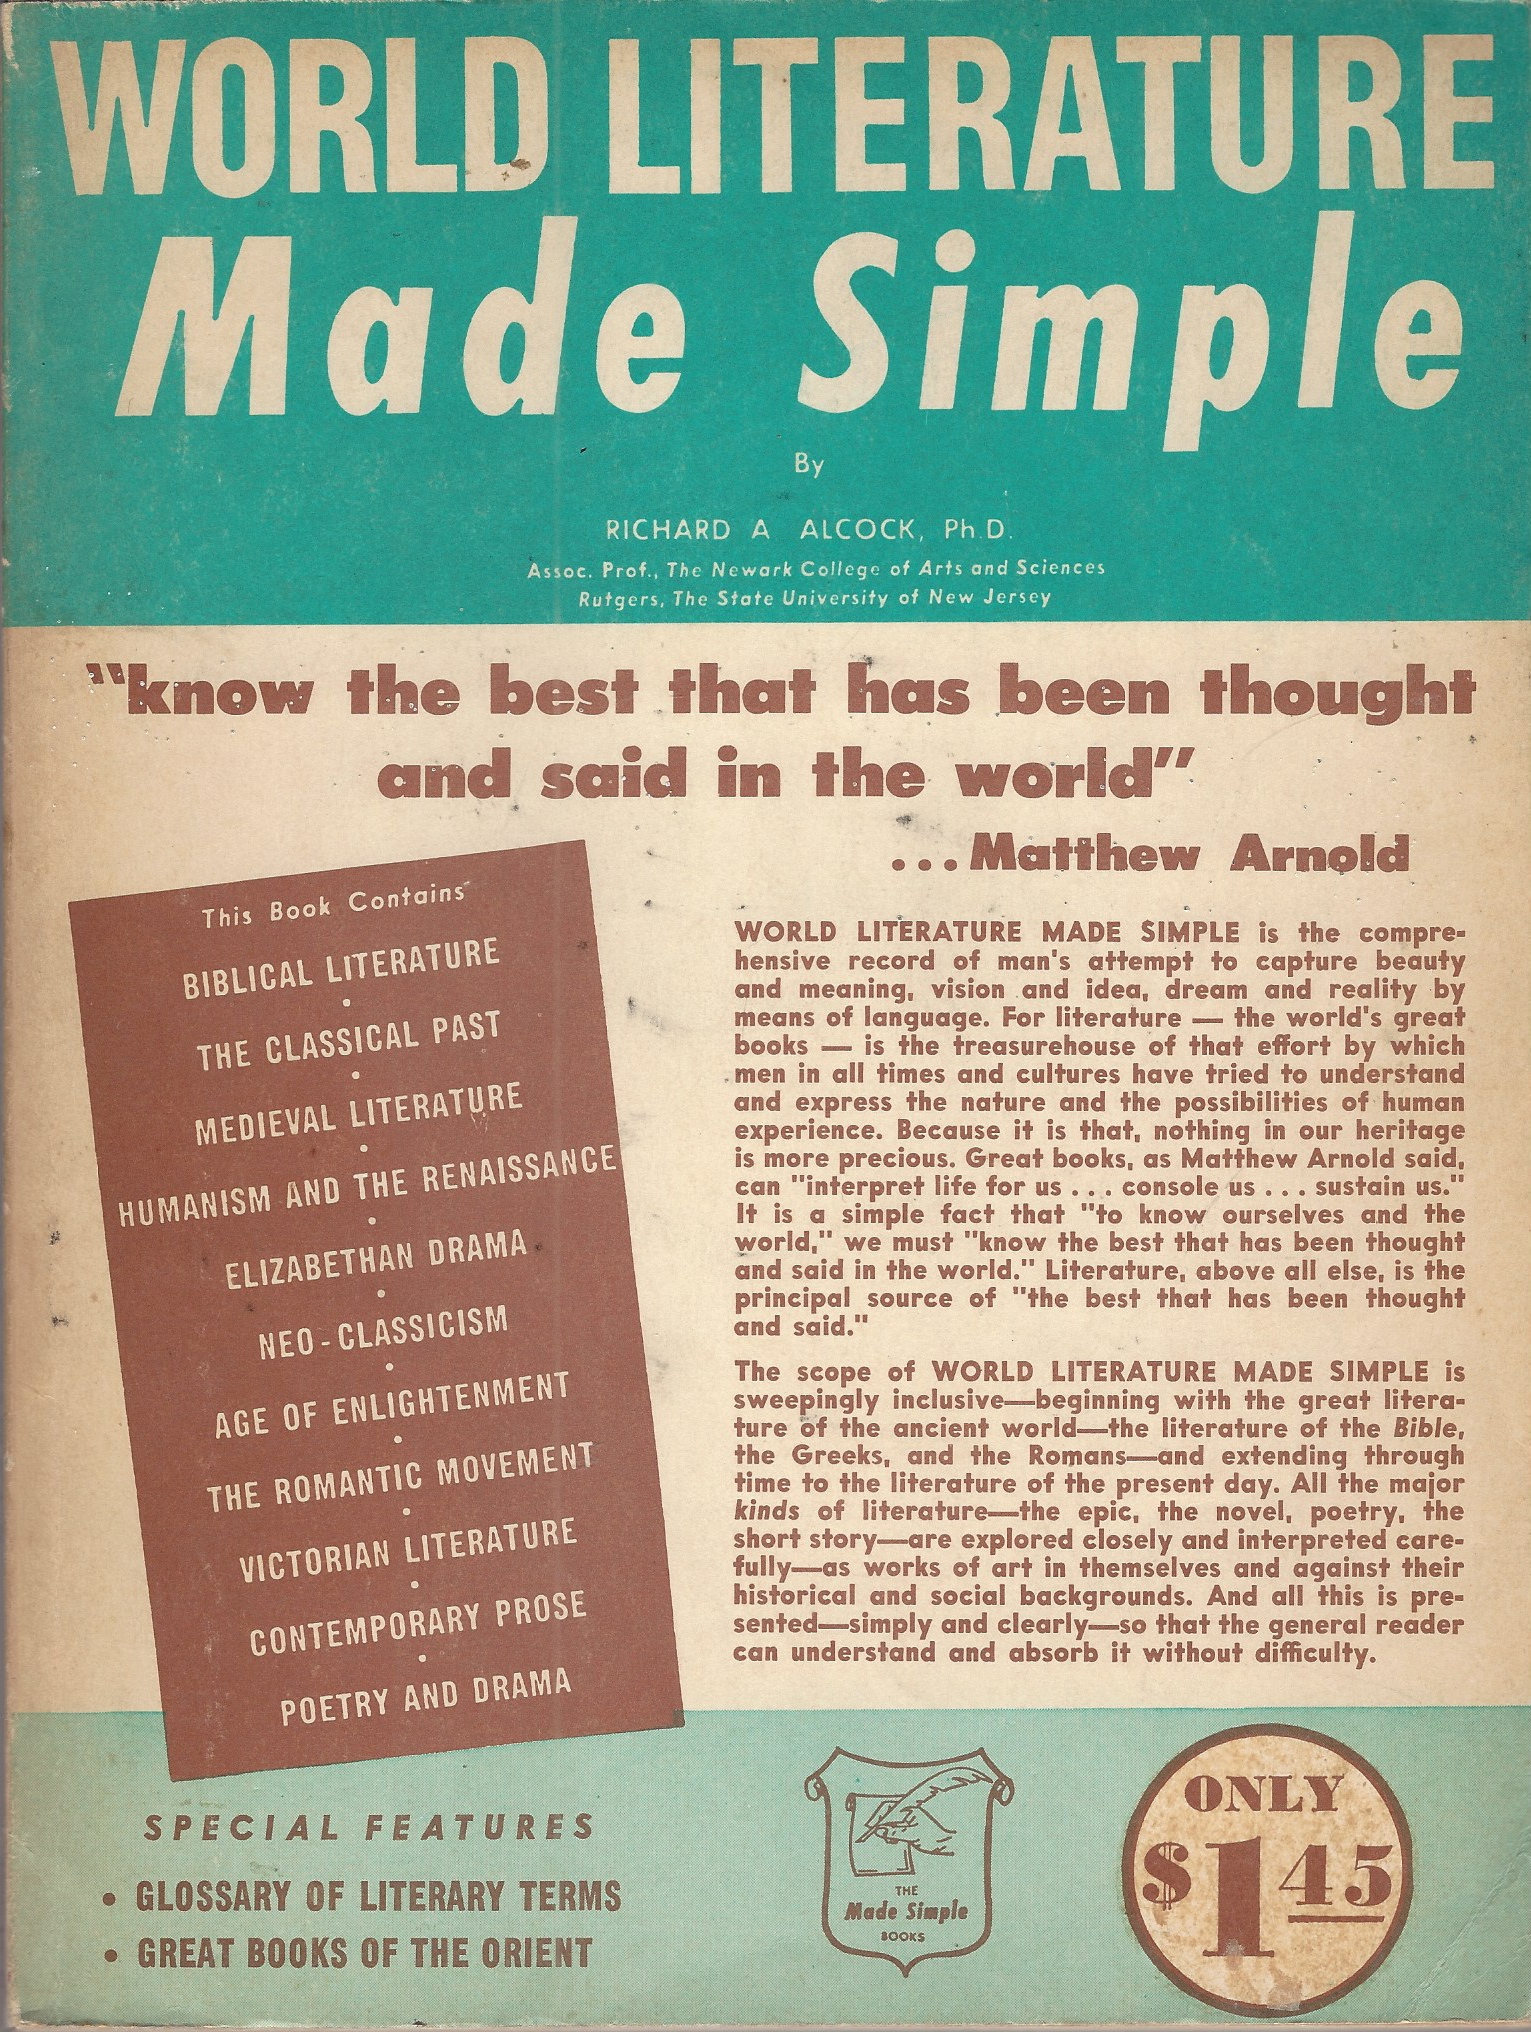 WORLD LITERATURE
Made Simple
By
RICHARD A ALCOCK, Ph.D.
Assoc. Prof., The Newark College of Arts and Sciences
Rutgers, The State University of New Jersey
"know the best that has been thought
and said in the world"
...Matthew Arnold
This Book Contains
BIBLICAL LITERATURE
•
THE CLASSICAL PAST
•
MEDIEVAL LITERATURE
•
HUMANISM AND THE RENAISSANCE
•
ELIZABETHAN DRAMA
•
NEO-CLASSICISM
•
AGE OF ENLIGHTENMENT
•
THE ROMANTIC MOVEMENT
•
VICTORIAN LITERATURE
•
CONTEMPORARY PROSE
•
POETRY AND DRAMA
WORLD LITERATURE MADE SIMPLE is the compre-
hensive record of man's attempt to capture beauty
and meaning, vision and idea, dream and reality by
means of language. For literature — the world's great
books — is the treasurehouse of that effort by which
men in all times and cultures have tried to understand
and express the nature and the possibilities of human
experience. Because it is that, nothing in our heritage
is more precious. Great books, as Matthew Arnold said,
can "interpret life for us . . . console us . . . sustain us."
It is a simple fact that "to know ourselves and the
world," we must "know the best that has been thought
and said in the world." Literature, above all else, is the
principal source of "the best that has been thought
and said."
The scope of WORLD LITERATURE MADE SIMPLE is
sweepingly inclusive—beginning with the great litera-
ture of the ancient world—the literature of the Bible,
the Greeks, and the Romans—and extending through
time to the literature of the present day. All the major
kinds of literature—the epic, the novel, poetry, the
short story—are explored closely and interpreted care-
fully—as works of art in themselves and against their
historical and social backgrounds. And all this is pre-
sented—simply and clearly—so that the general reader
can understand and absorb it without difficulty.
SPECIAL FEATURES
• GLOSSARY OF LITERARY TERMS
• GREAT BOOKS OF THE ORIENT
THE
Made Simple
BOOKS
ONLY
$1 45